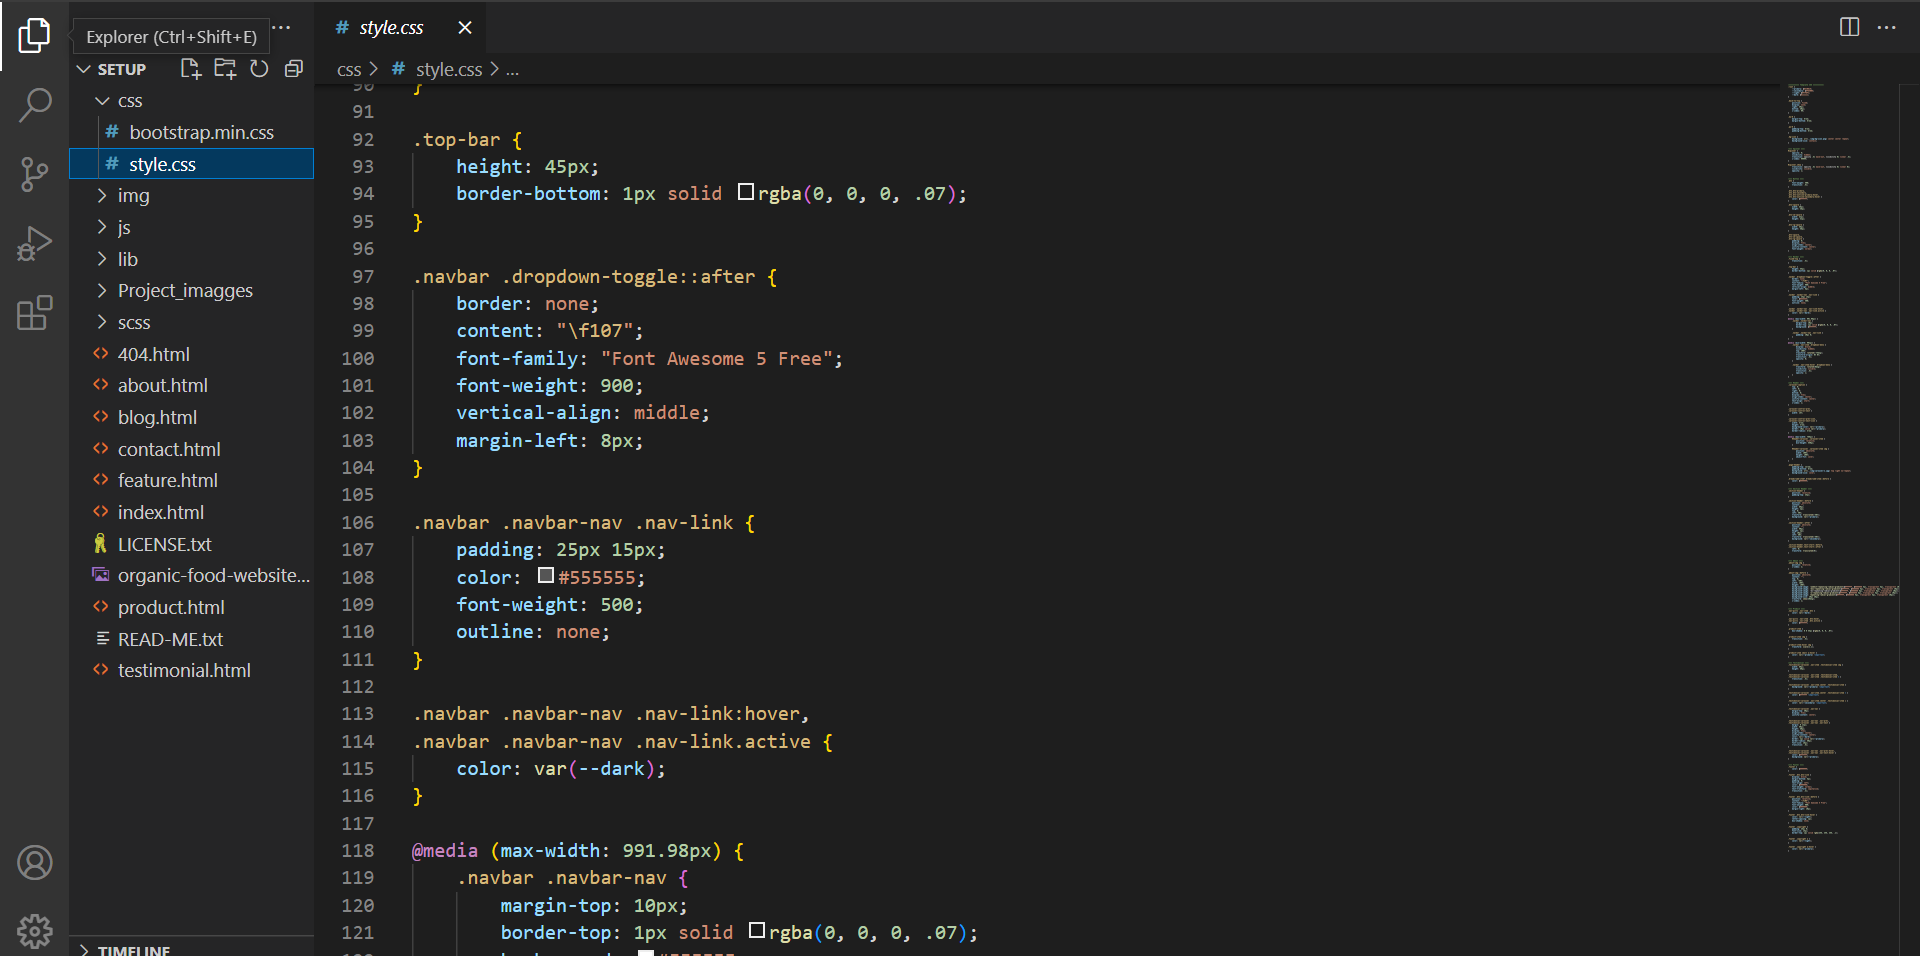 Explorer (Ctrl+Shift+E)
...
SETUP
css
# bootstrap.min.css
# style.css
img
js
lib
Project_imagges
scss
<> 404.html
<> about.html
<> blog.html
<> contact.html
<> feature.html
<> index.html
LICENSE.txt
organic-food-website...
<> product.html
READ-ME.txt
<> testimonial.html
TIMELINE
# style.css
...
css > # style.css > ...
90 }
91
92 .top-bar {
93 height: 45px;
94 border-bottom: 1px solid rgba(0, 0, 0, .07);
95 }
96
97 .navbar .dropdown-toggle::after {
98 border: none;
99 content: "\f107";
100 font-family: "Font Awesome 5 Free";
101 font-weight: 900;
102 vertical-align: middle;
103 margin-left: 8px;
104 }
105
106 .navbar .navbar-nav .nav-link {
107 padding: 25px 15px;
108 color: #555555;
109 font-weight: 500;
110 outline: none;
111 }
112
113 .navbar .navbar-nav .nav-link:hover,
114 .navbar .navbar-nav .nav-link.active {
115 color: var(--dark);
116 }
117
118 @media (max-width: 991.98px) {
119 .navbar .navbar-nav {
120 margin-top: 10px;
121 border-top: 1px solid rgba(0, 0, 0, .07);